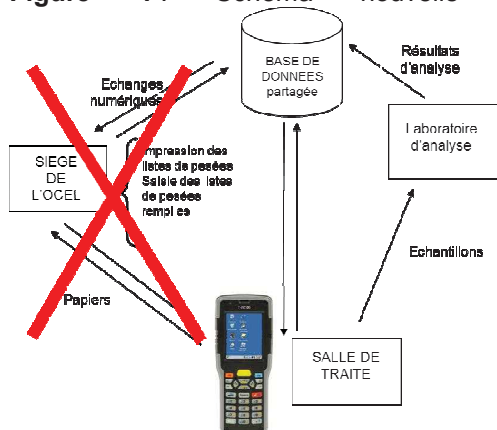 Schéma nouvelle
BASE DE
DONNEES
partagée
Résultats
d'analyse
Echanges
numériques
Laboratoire
d'analyse
SIEGE
DE
L'OCEL
Impression des
listes de pesées
Saisie des listes
de pesées
remplies
Echantillons
Papiers
SALLE DE
TRAITE